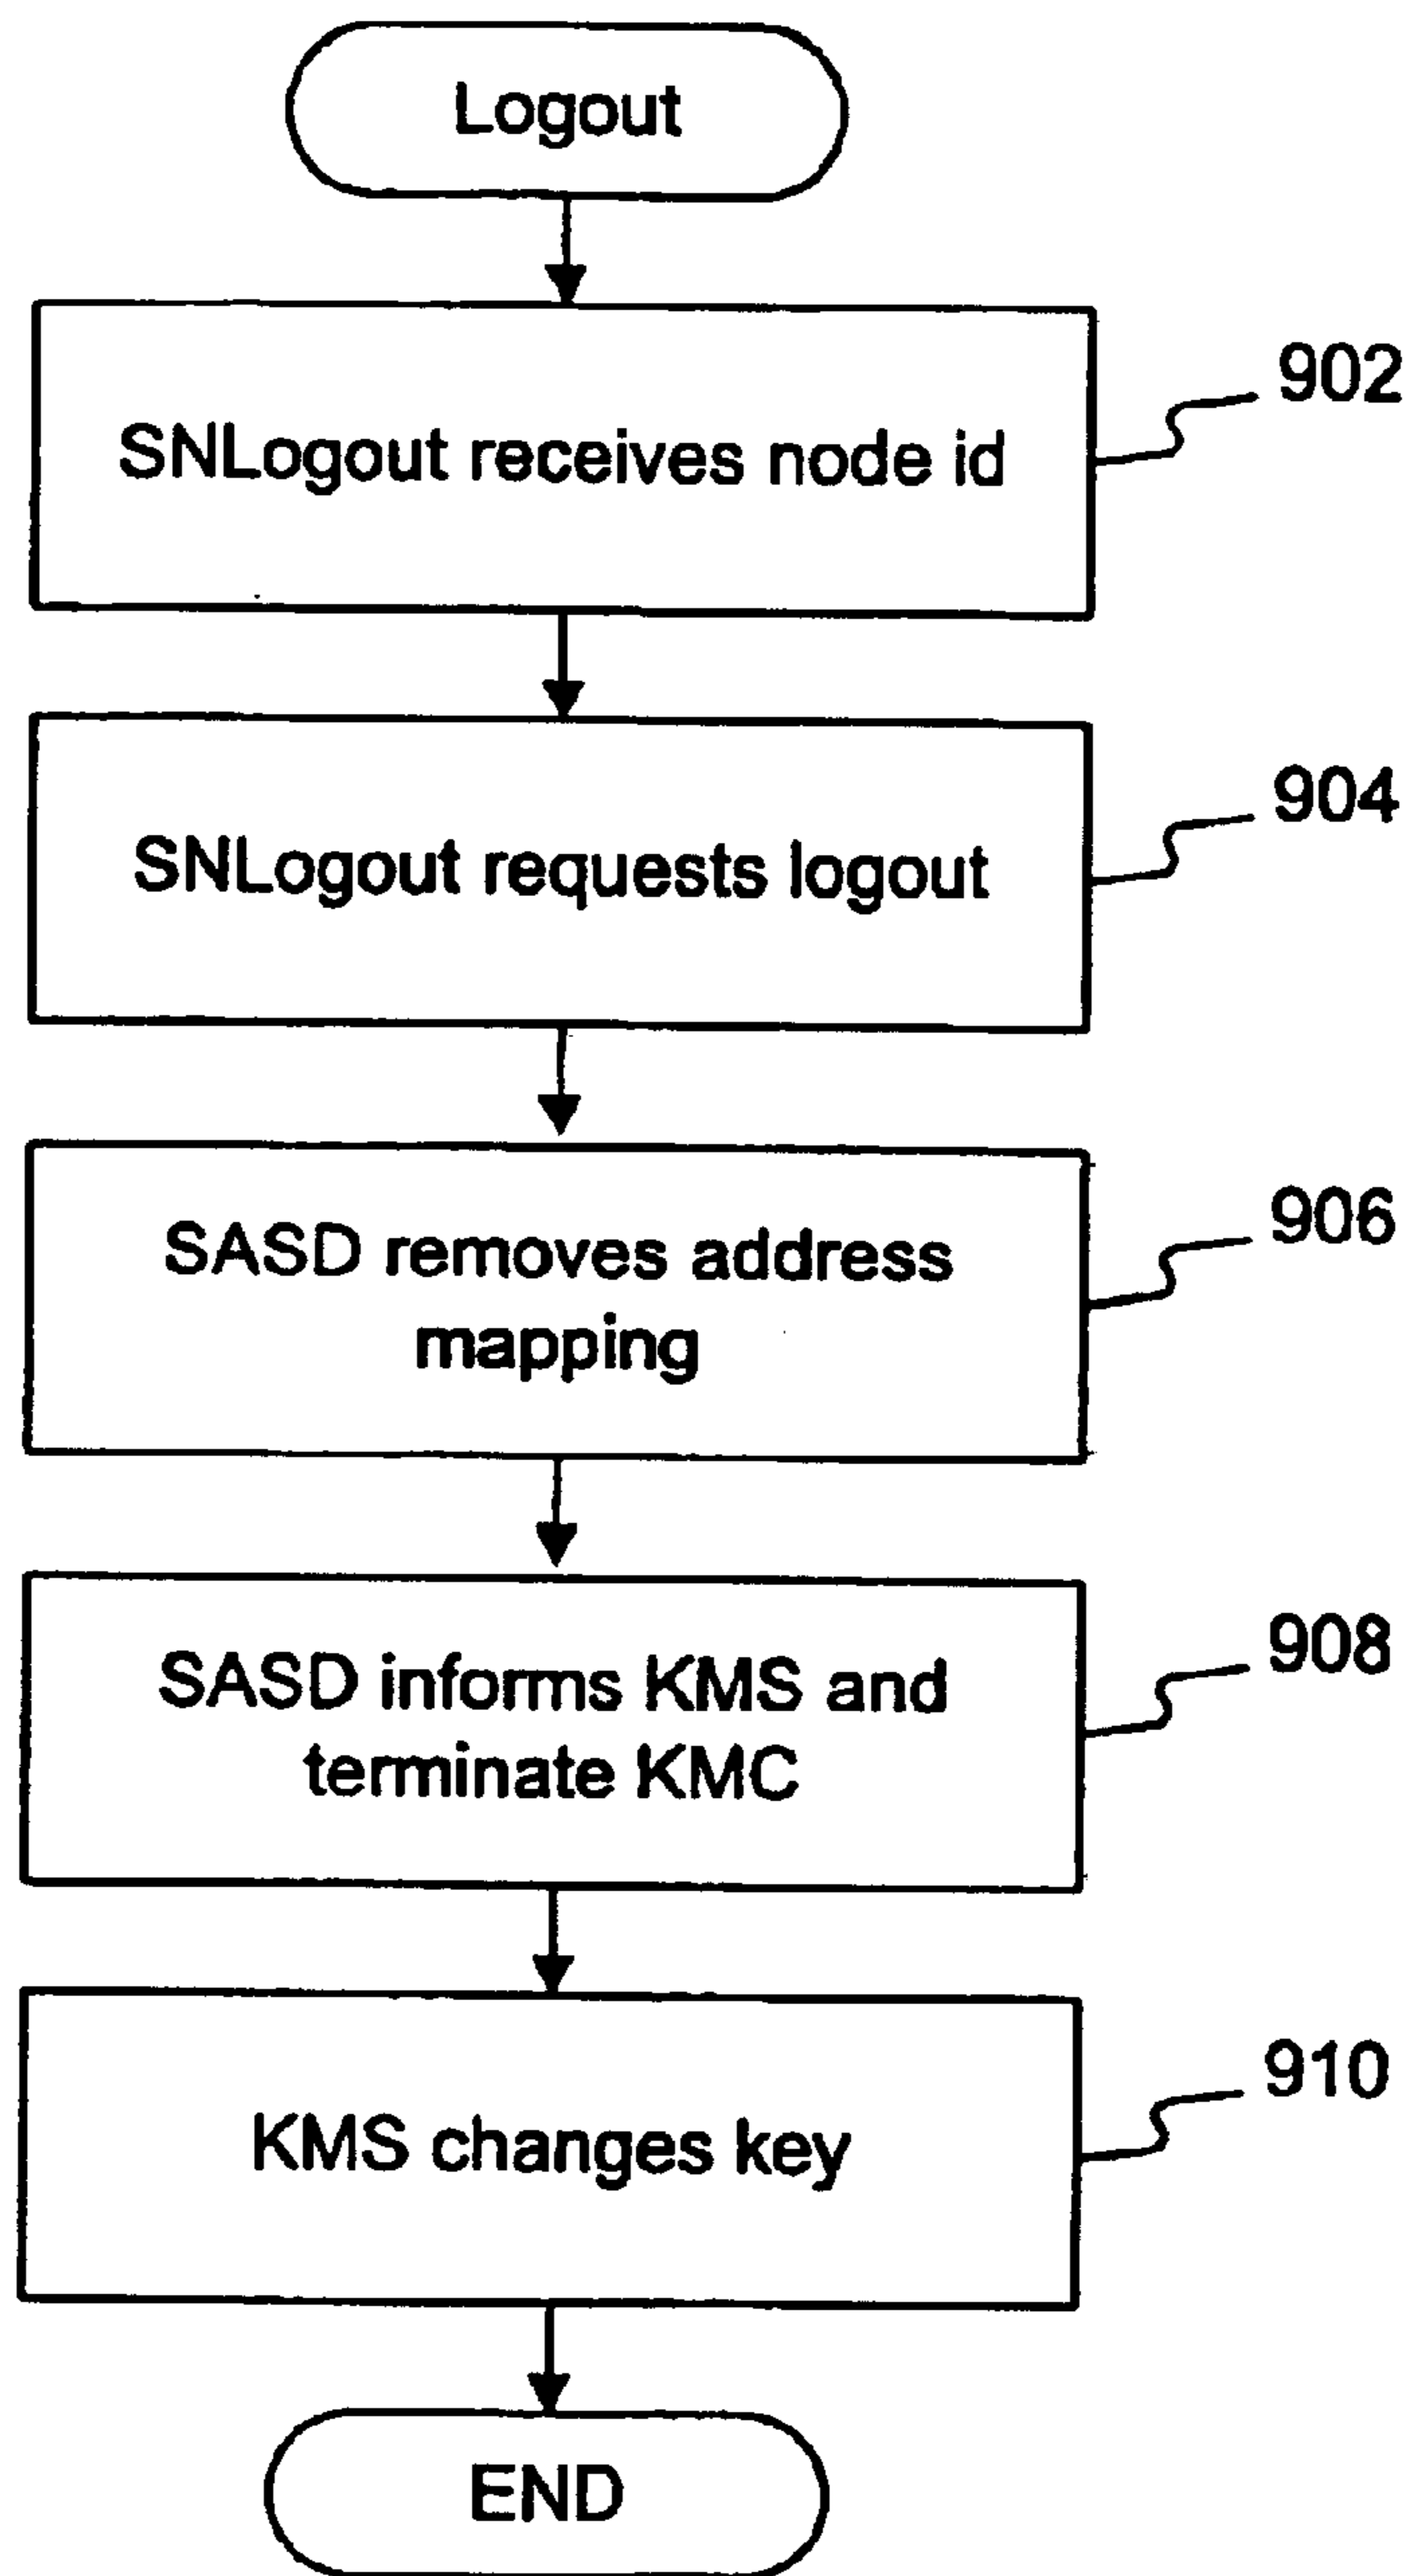 Logout
SNLogout receives node id
902
SNLogout requests logout
904
SASD removes address
mapping
906
SASD informs KMS and
terminate KMC
908
KMS changes key
910
END